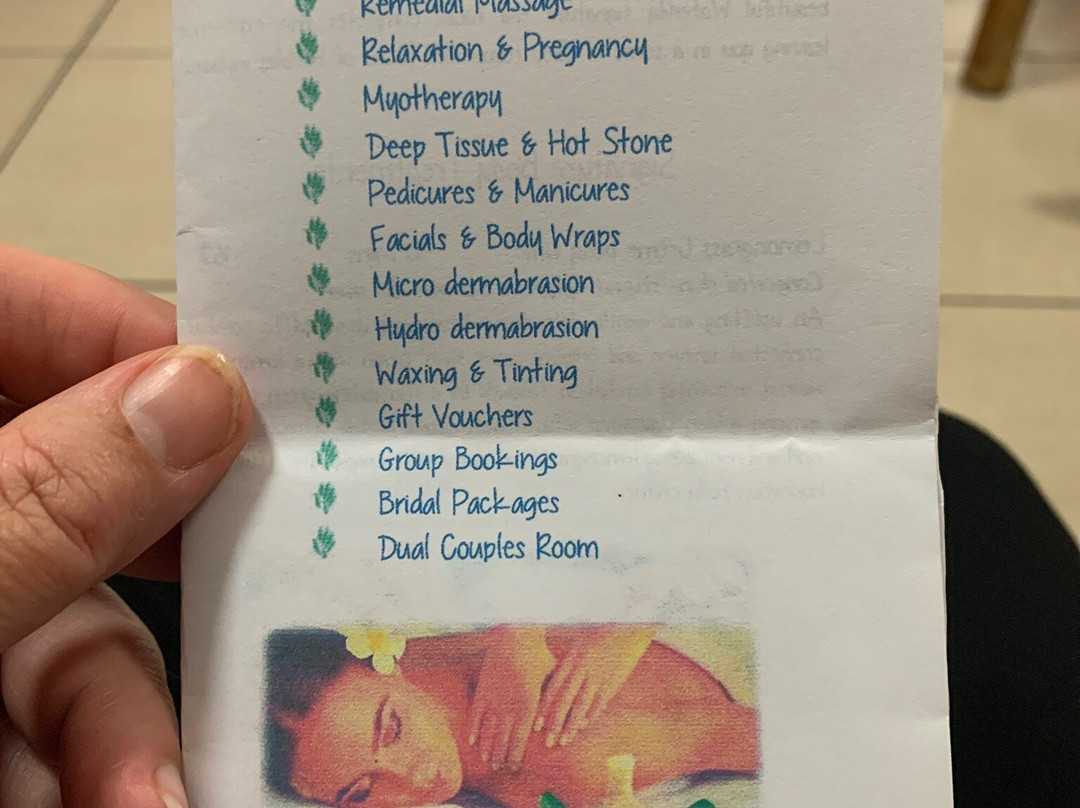 Remedial Massage
Relaxation & Pregnancy
Myotherapy
Deep Tissue & Hot Stone
Pedicures & Manicures
Facials & Body Wraps
Micro dermabrasion
Hydro dermabrasion
Waxing & Tinting
Gift Vouchers
Group Bookings
Bridal Packages
Dual Couples Room